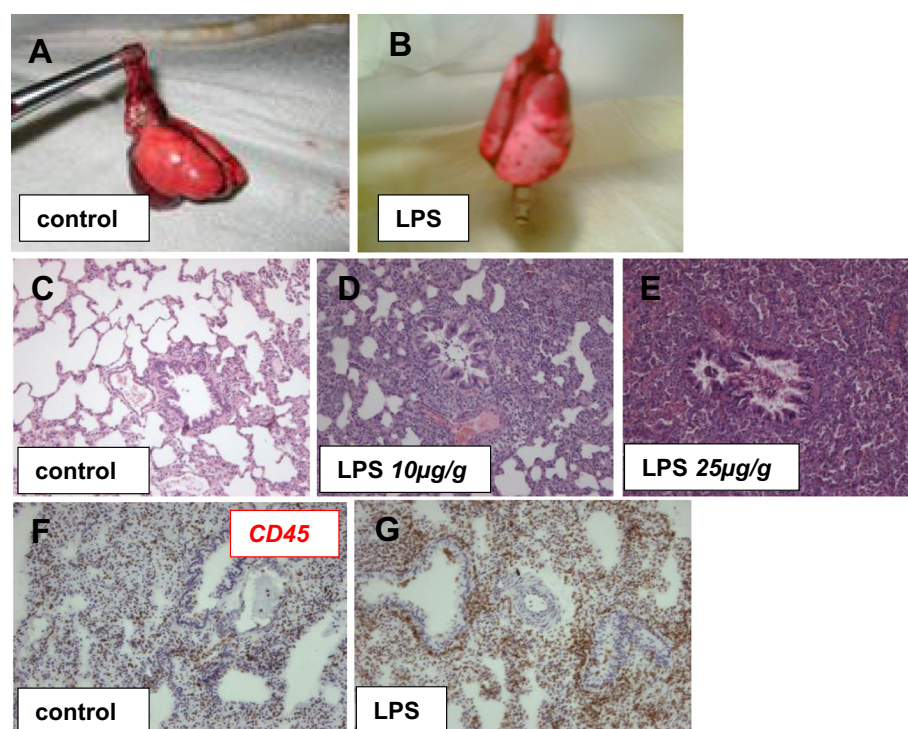 A
control
B
LPS
C
control
D
LPS 10µg/g
E
LPS 25µg/g
F
CD45
control
G
LPS